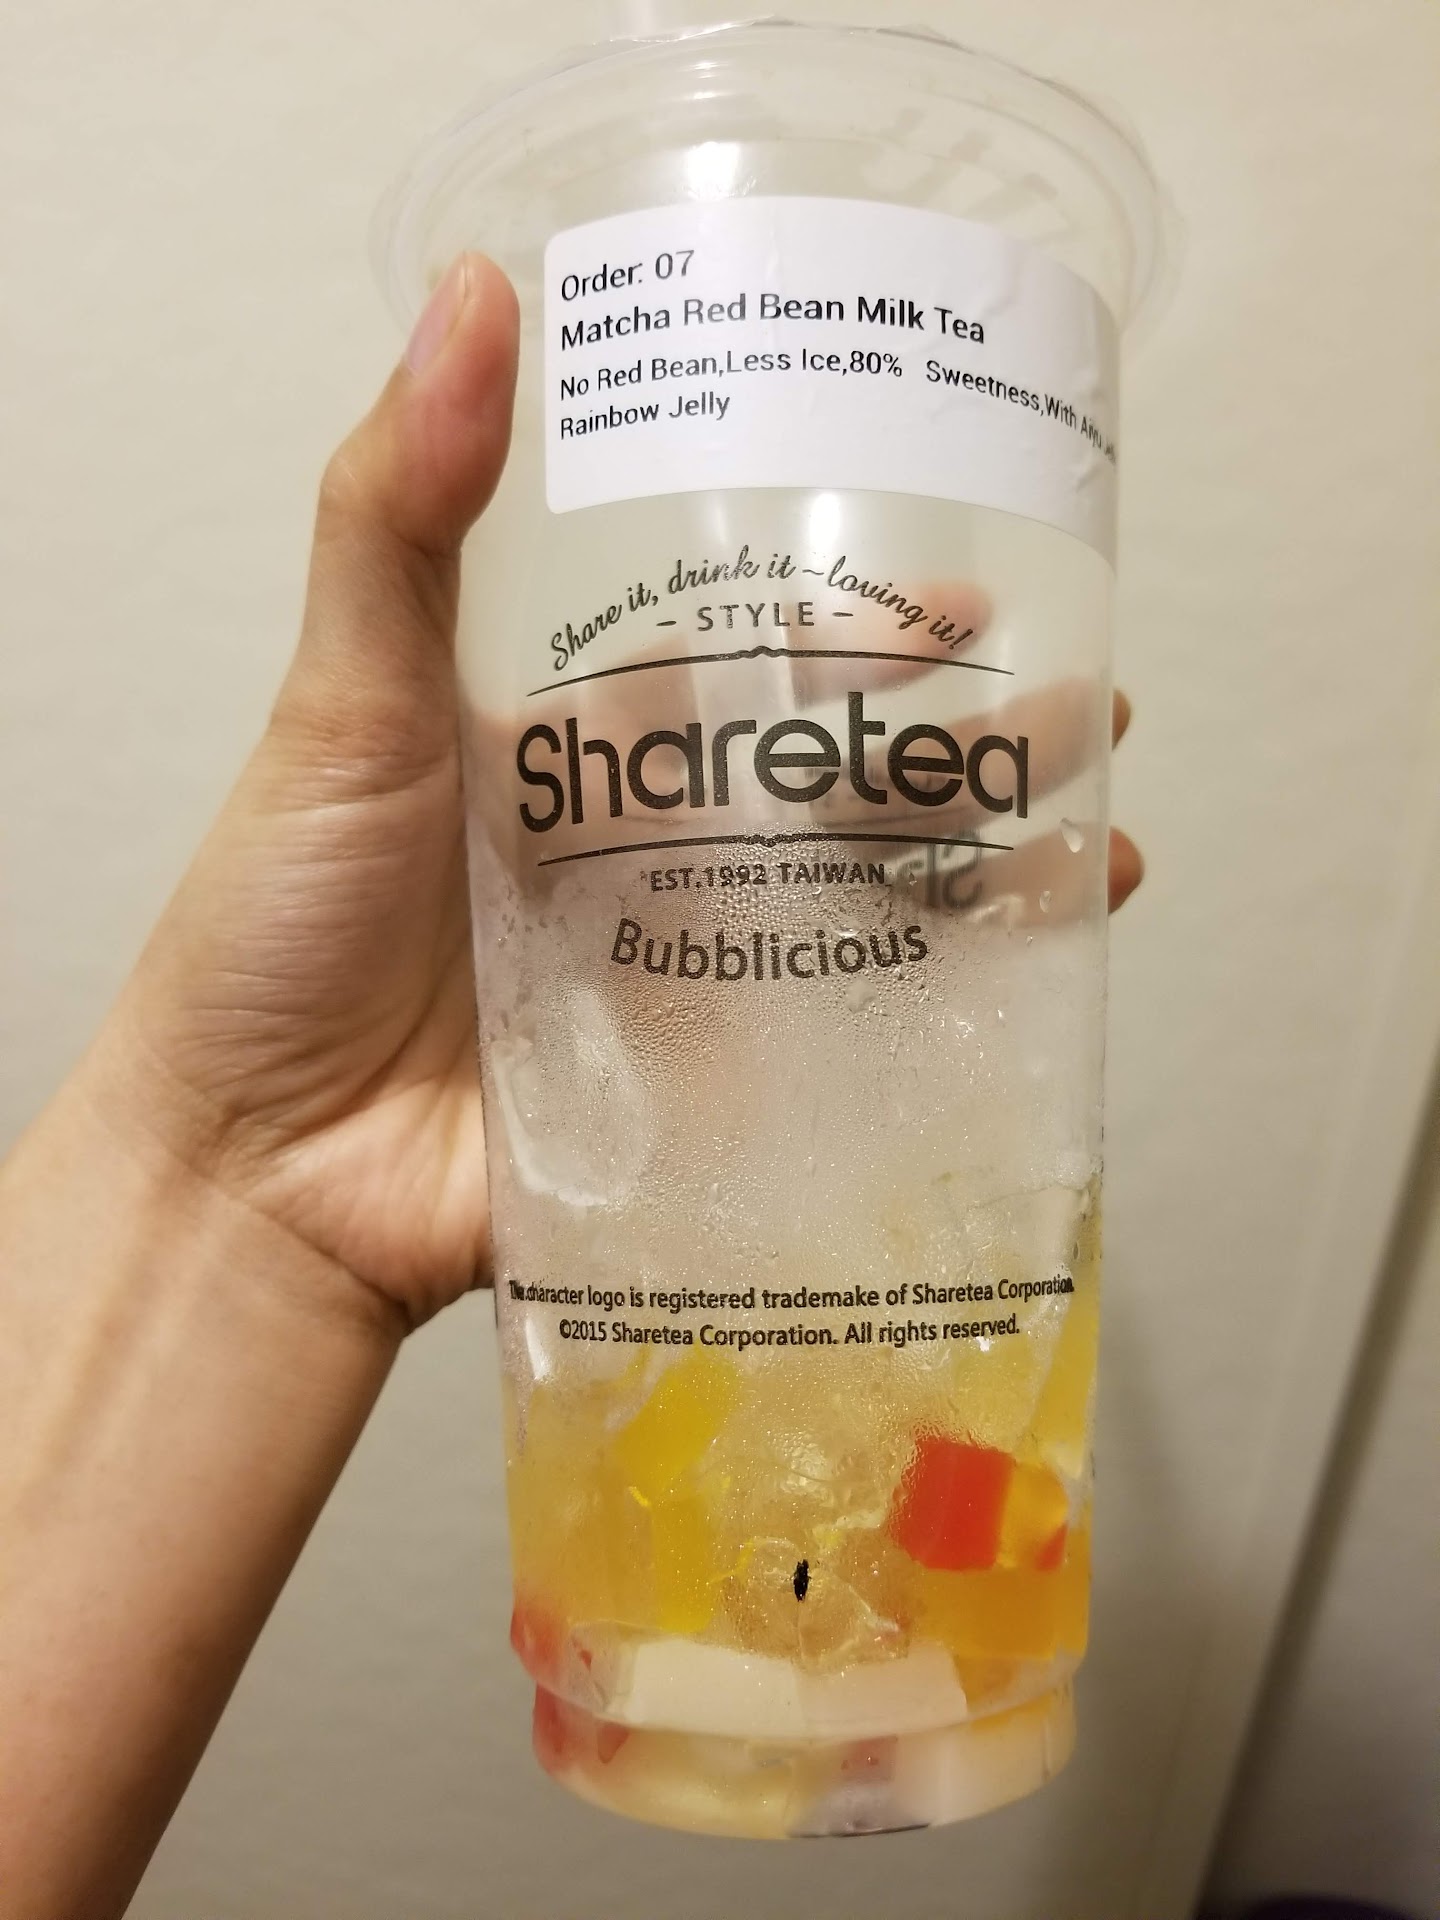 Order: 07
Matcha Red Bean Milk Tea
No Red Bean,Less Ice,80% Sweetness,With Aiyu
Rainbow Jelly
Share it, drink it ~ loving it!
- STYLE -
Sharetea
EST.1992 TAIWAN
Bubblicious
The character logo is registered trademake of Sharetea Corporation.
©2015 Sharetea Corporation. All rights reserved.